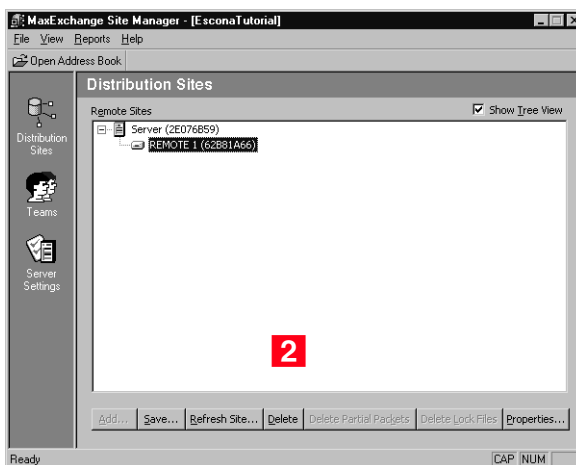 MaxExchange Site Manager - [EsconaTutorial]
File View Reports Help
Open Address Book
Distribution Sites
Remote Sites
Show Tree View
Server (2E076B59)
REMOTE 1 (62B81A66)
Distribution
Sites
Teams
Server
Settings
2
Add... Save... Refresh Site... Delete Delete Partial Packets Delete Lock Files Properties...
Ready CAP NUM